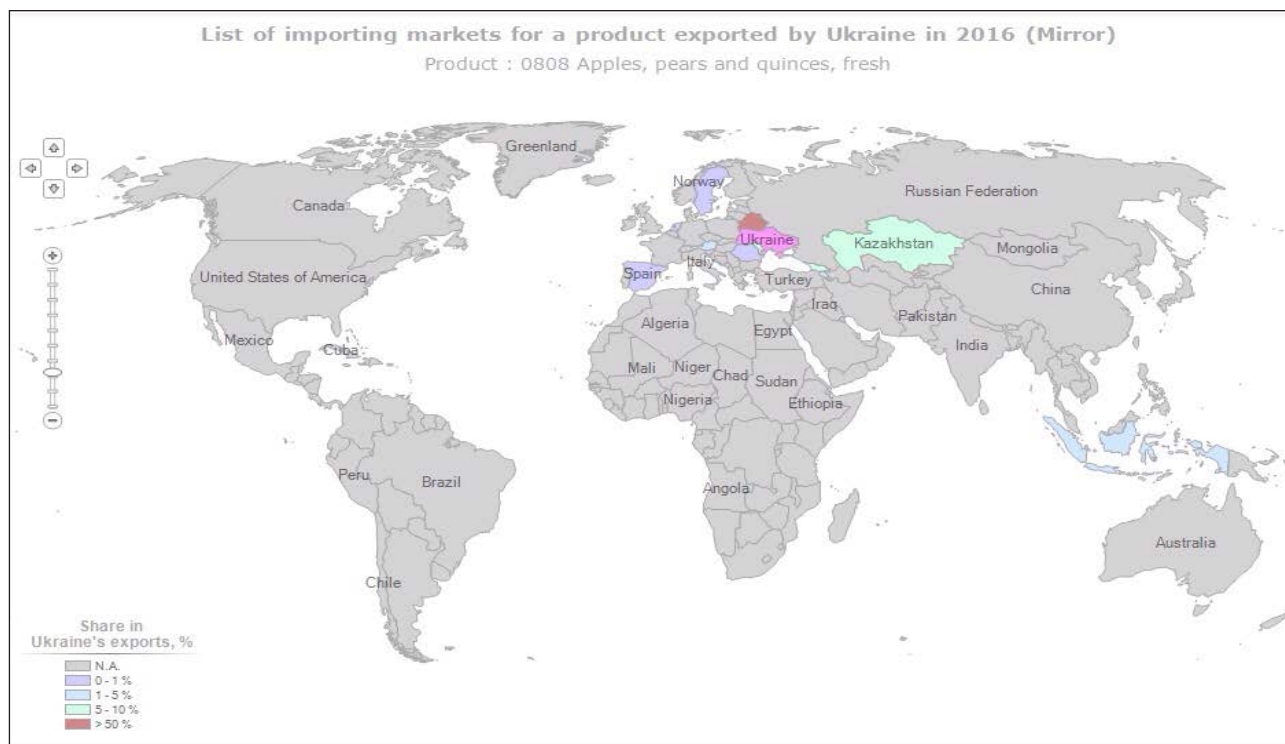 List of importing markets for a product exported by Ukraine in 2016 (Mirror)
Product : 0808 Apples, pears and quinces, fresh
Greenland
Norway
Russian Federation
Canada
Ukraine
Kazakhstan
Mongolia
United States of America
Spain
Italy
Turkey
China
Iraq
Pakistan
Algeria
Egypt
India
Mexico
Cuba
Mali
Niger
Chad
Sudan
Nigeria
Ethiopia
Peru
Brazil
Angola
Australia
Chile
Share in
Ukraine's exports, %
N.A.
0 - 1 %
1 - 5 %
5 - 10 %
> 50 %